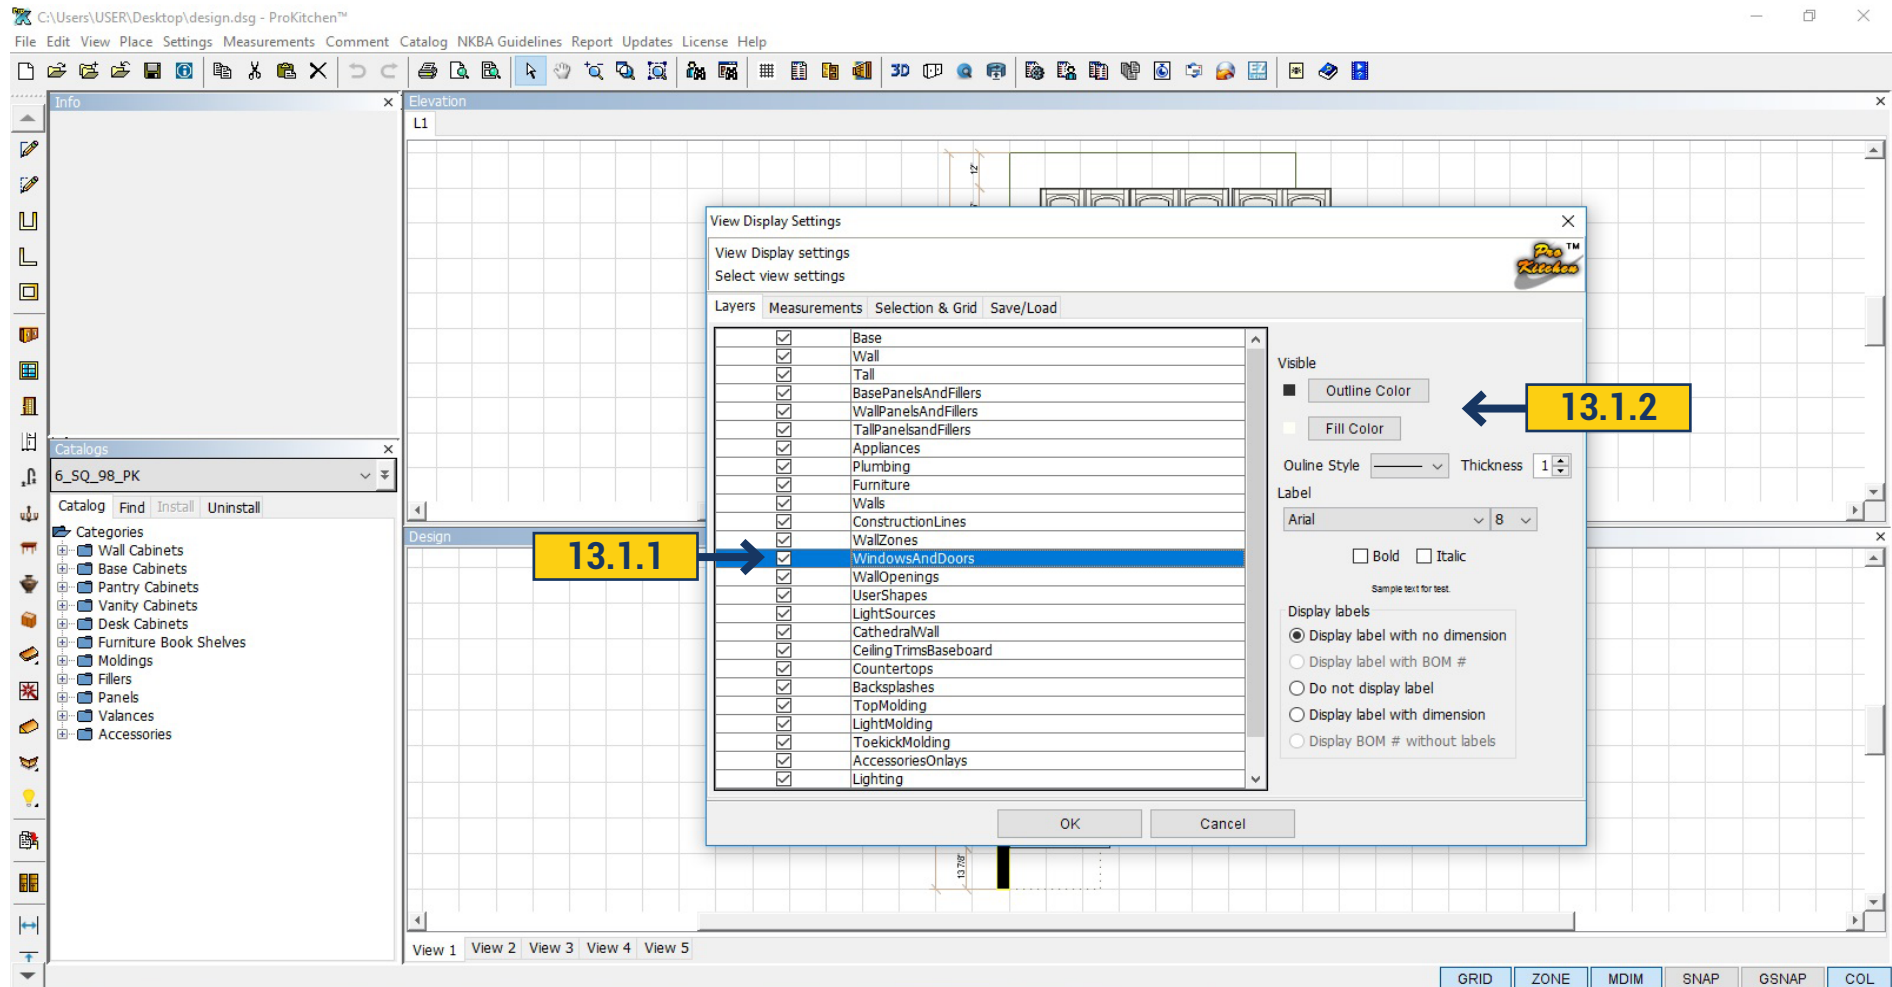 C:\Users\USER\Desktop\design.dsg - ProKitchen™
File Edit View Place Settings Measurements Comment Catalog NKBA Guidelines Report Updates License Help
3D
Info
Elevation
L1
12"
View Display Settings
View Display settings
Select view settings
Pro Kitchen ™
Layers Measurements Selection & Grid Save/Load
Base
Wall
Tall
BasePanelsAndFillers
WallPanelsAndFillers
TallPanelsandFillers
Appliances
Plumbing
Furniture
Walls
ConstructionLines
WallZones
WindowsAndDoors
WallOpenings
UserShapes
LightSources
CathedralWall
CeilingTrimsBaseboard
Countertops
Backsplashes
TopMolding
LightMolding
ToekickMolding
AccessoriesOnlays
Lighting
Visible
Outline Color
Fill Color
Ouline Style
Thickness 1
Label
Arial 8
Bold Italic
Sample text for test.
Display labels
Display label with no dimension
Display label with BOM #
Do not display label
Display label with dimension
Display BOM # without labels
OK Cancel
13.1.1
13.1.2
Catalogs
6_SQ_98_PK
Catalog Find Install Uninstall
Categories
Wall Cabinets
Base Cabinets
Pantry Cabinets
Vanity Cabinets
Desk Cabinets
Furniture Book Shelves
Moldings
Fillers
Panels
Valances
Accessories
Design
13 7/8"
View 1 View 2 View 3 View 4 View 5
GRID ZONE MDIM SNAP GSNAP COL